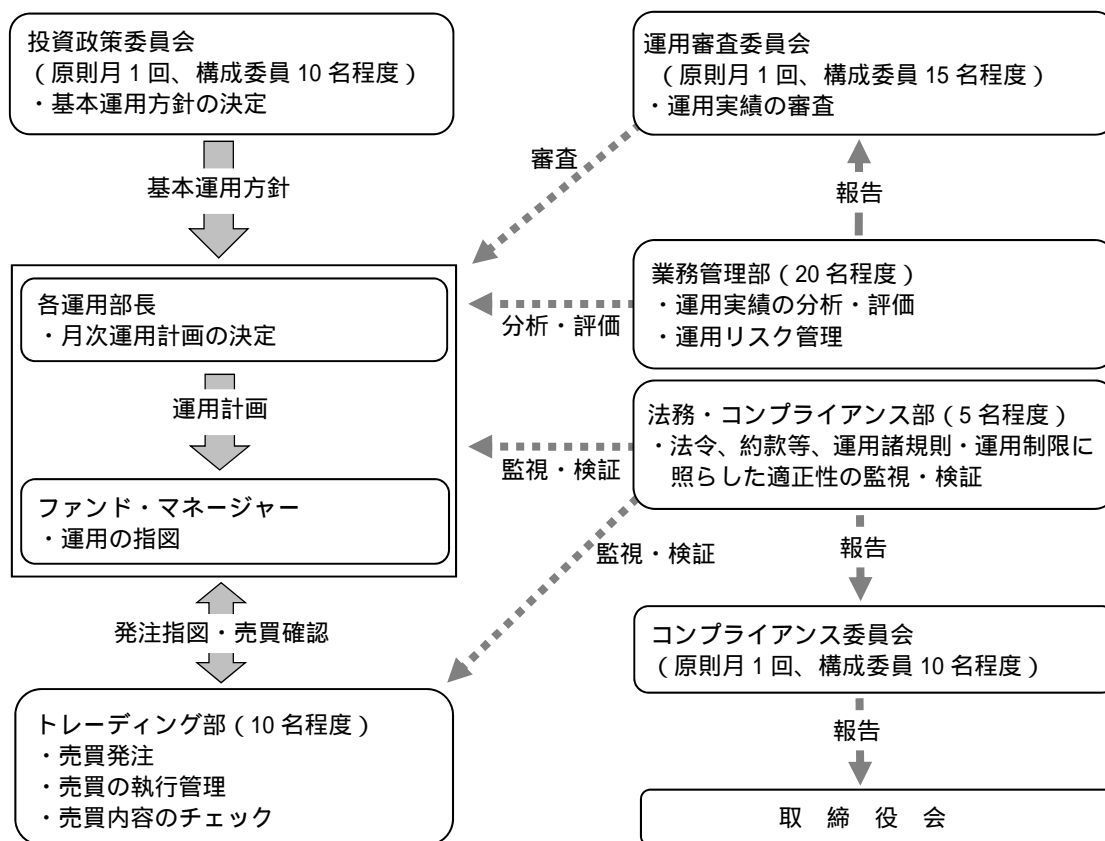 投資政策委員会
(原則月1回、構成委員10名程度)
・基本運用方針の決定
基本運用方針
各運用部長
・月次運用計画の決定
運用計画
ファンド・マネージャー
・運用の指図
発注指図・売買確認
トレーディング部(10名程度)
・売買発注
・売買の執行管理
・売買内容のチェック
運用審査委員会
(原則月1回、構成委員15名程度)
・運用実績の審査
審査
報告
業務管理部(20名程度)
・運用実績の分析・評価
・運用リスク管理
分析・評価
法務・コンプライアンス部(5名程度)
・法令、約款等、運用諸規則・運用制限に
照らした適正性の監視・検証
監視・検証
監視・検証
報告
コンプライアンス委員会
(原則月1回、構成委員10名程度)
報告
取 締 役 会